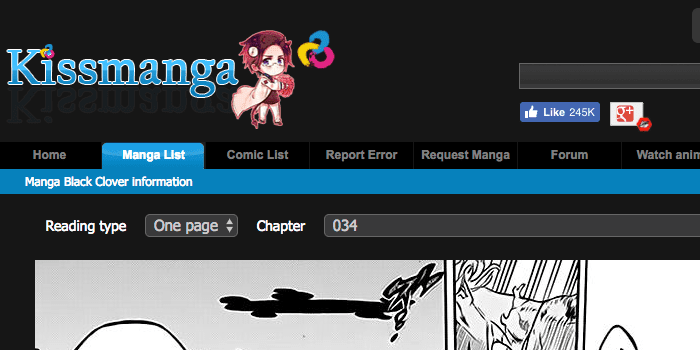 Kissmanga
Like 245K
Home Manga List Comic List Report Error Request Manga Forum Watch anim
Manga Black Clover information
Reading type One page Chapter 034